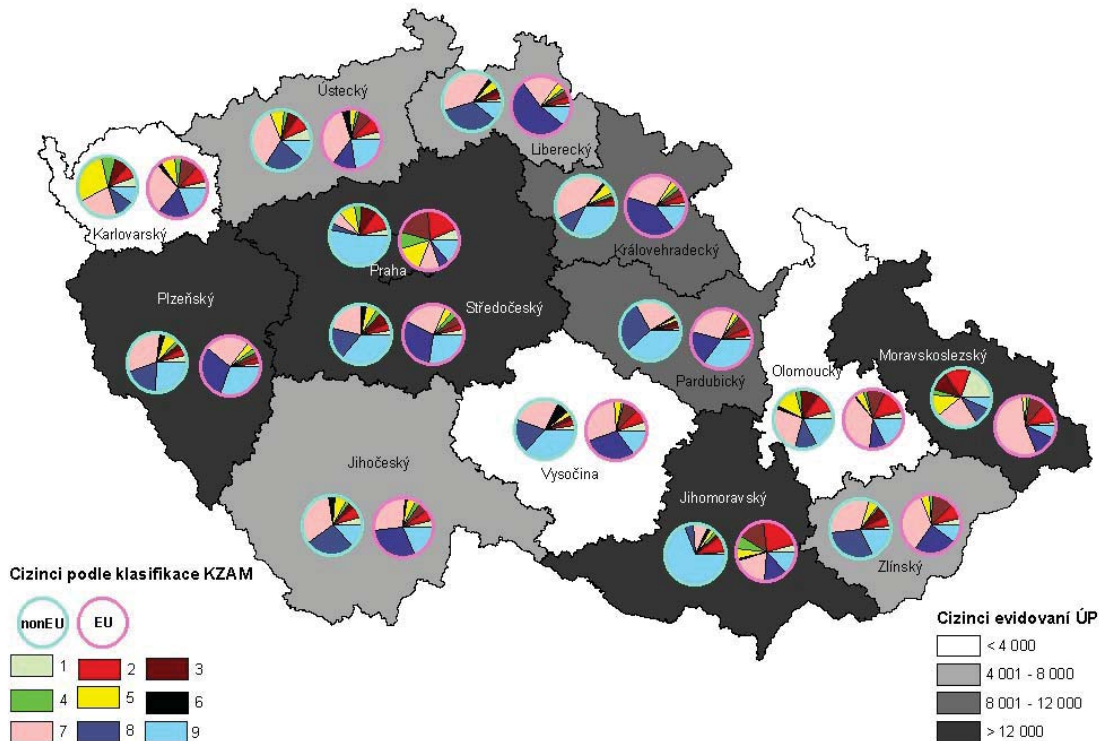 Ústecký
Liberecký
Karlovarský
Královehradecký
Praha
Plzeňský
Středočeský
Pardubický
Olomoucký
Moravskoslezský
Vysočina
Jihočeský
Jihomoravský
Zlínský
Cizinci podle klasifikace KZAM
nonEU EU
1 2 3
4 5 6
7 8 9
Cizinci evidovaní ÚP
< 4 000
4 001 - 8 000
8 001 - 12 000
> 12 000